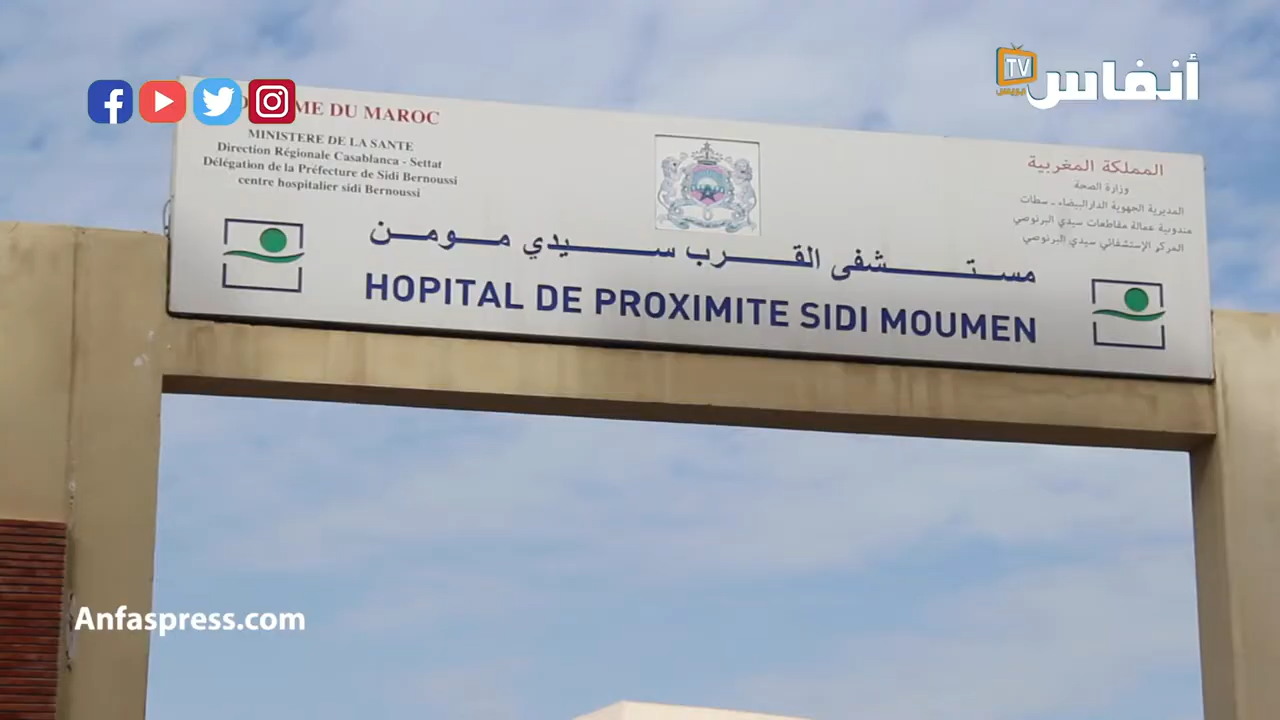 TV
أنفاس
بريس
ME DU MAROC
MINISTERE DE LA SANTE
Direction Régionale Casablanca - Settat
Délégation de la Préfecture de Sidi Bernoussi
centre hospitalier sidi Bernoussi
المملكة المغربية
وزارة الصحة
المديرية الجهوية الدارالبيضاء ـ سطات
مندوبية عمالة مقاطعات سيدي البرنوصي
المركز الإستشفائي سيدي البرنوصي
مستشفى القرب سيدي مومن
HOPITAL DE PROXIMITE SIDI MOUMEN
Anfaspress.com